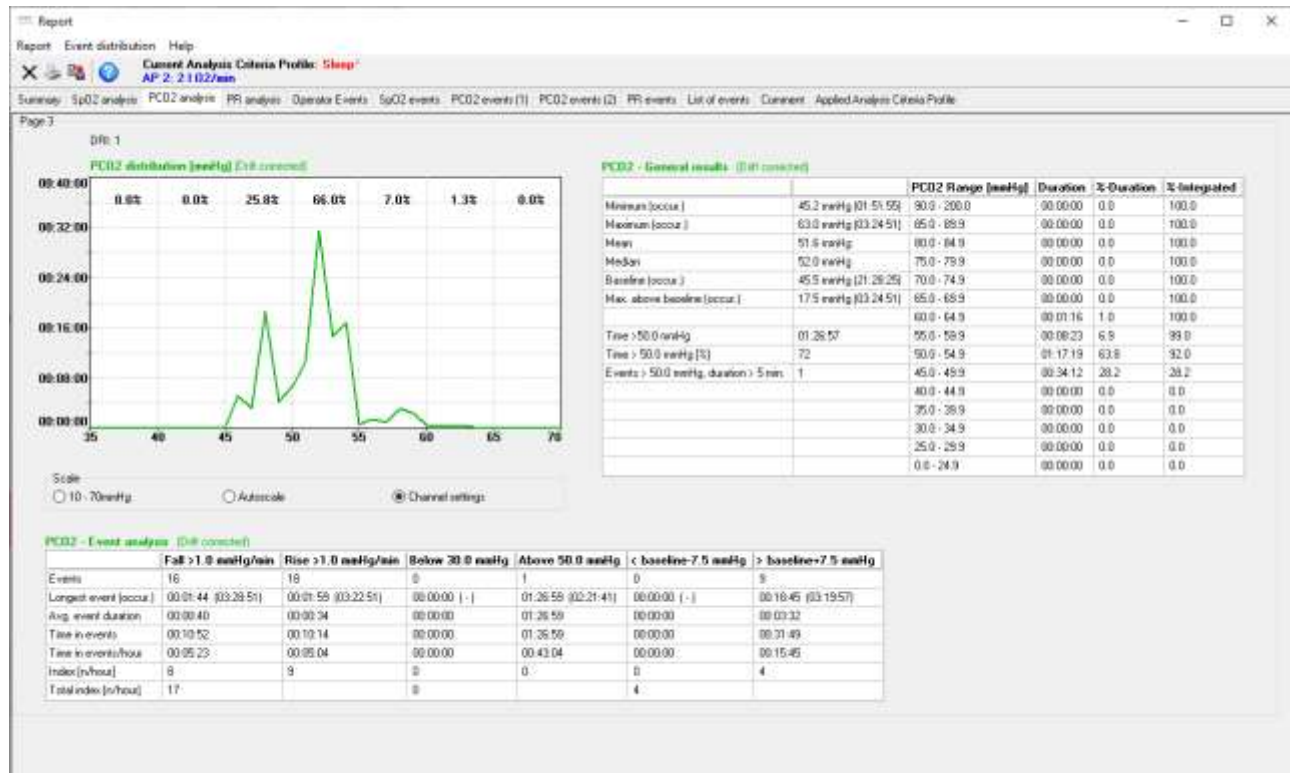 Report
Report Event distribution Help
Current Analysis Criteria Profile: Sleep*
AP 2: 2 l O2/min
Summary SpO2 analysis PCO2 analysis PR analysis Operator Events SpO2 events PCO2 events (1) PCO2 events (2) PR events List of events Comment Applied Analysis Criteria Profile
Page 3
DRI: 1
PCO2 distribution [mmHg] (Drift corrected)
00:40:00
0.0% 0.0% 25.8% 66.0% 7.0% 1.3% 0.0%
00:32:00
00:24:00
00:16:00
00:08:00
00:00:00
35 40 45 50 55 60 65 70
Scale
10 - 70mmHg Autoscale Channel settings
PCO2 - General results (Drift corrected)
PCO2 Range [mmHg] Duration %-Duration %-Integrated
Minimum (occur.) 45.2 mmHg (01:51:55) 90.0 - 200.0 00:00:00 0.0 100.0
Maximum (occur.) 63.0 mmHg (03:24:51) 85.0 - 89.9 00:00:00 0.0 100.0
Mean 51.6 mmHg 80.0 - 84.9 00:00:00 0.0 100.0
Median 52.0 mmHg 75.0 - 79.9 00:00:00 0.0 100.0
Baseline (occur.) 45.5 mmHg (21:28:25) 70.0 - 74.9 00:00:00 0.0 100.0
Max. above baseline (occur.) 17.5 mmHg (03:24:51) 65.0 - 69.9 00:00:00 0.0 100.0
60.0 - 64.9 00:01:16 1.0 100.0
Time >50.0 mmHg 01:26:57 55.0 - 59.9 00:08:23 6.9 99.0
Time > 50.0 mmHg [%] 72 50.0 - 54.9 01:17:19 63.8 92.0
Events > 50.0 mmHg, duration > 5 min. 1 45.0 - 49.9 00:34:12 28.2 28.2
40.0 - 44.9 00:00:00 0.0 0.0
35.0 - 39.9 00:00:00 0.0 0.0
30.0 - 34.9 00:00:00 0.0 0.0
25.0 - 29.9 00:00:00 0.0 0.0
0.0 - 24.9 00:00:00 0.0 0.0
PCO2 - Event analysis (Drift corrected)
Fall >1.0 mmHg/min Rise >1.0 mmHg/min Below 30.0 mmHg Above 50.0 mmHg < baseline-7.5 mmHg > baseline+7.5 mmHg
Events 16 18 0 1 0 9
Longest event (occur.) 00:01:44 (03:28:51) 00:01:59 (03:22:51) 00:00:00 (-) 01:26:59 (02:21:41) 00:00:00 (-) 00:18:45 (03:19:57)
Avg. event duration 00:00:40 00:00:34 00:00:00 01:26:59 00:00:00 00:03:32
Time in events 00:10:52 00:10:14 00:00:00 01:26:59 00:00:00 00:31:49
Time in events/hour 00:05:23 00:05:04 00:00:00 00:43:04 00:00:00 00:15:45
Index [n/hour] 8 9 0 0 0 4
Total index [n/hour] 17 0 4